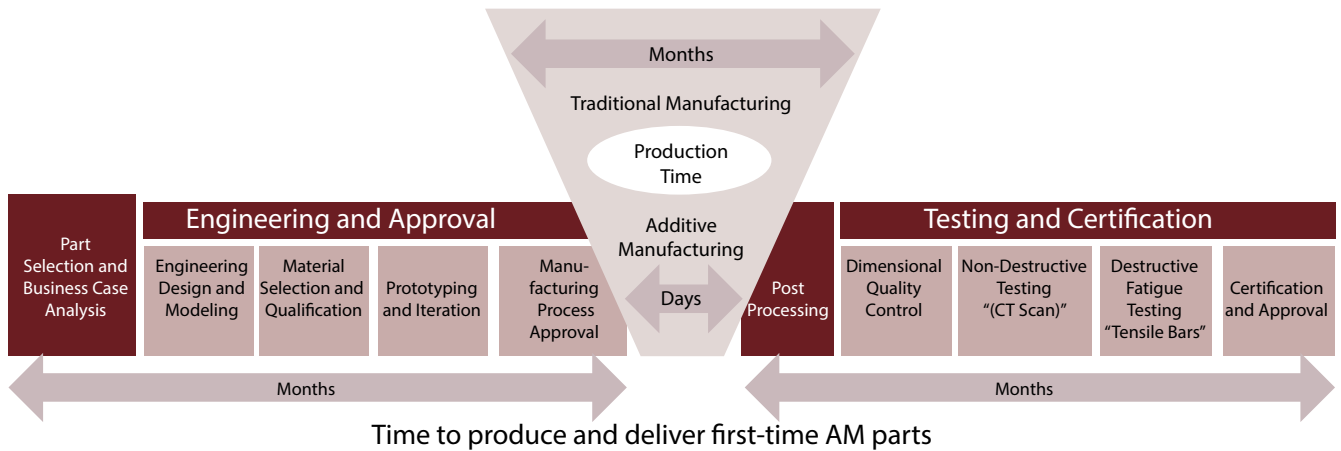 Months
Traditional Manufacturing
Production
Time
Additive
Manufacturing
Days
Part
Selection and
Business Case
Analysis
Engineering and Approval
Engineering
Design and
Modeling
Material
Selection and
Qualification
Prototyping
and Iteration
Manu-
facturing
Process
Approval
Post
Processing
Testing and Certification
Dimensional
Quality
Control
Non-Destructive
Testing
“(CT Scan)”
Destructive
Fatigue
Testing
“Tensile Bars”
Certification
and Approval
Months
Months
Time to produce and deliver first-time AM parts